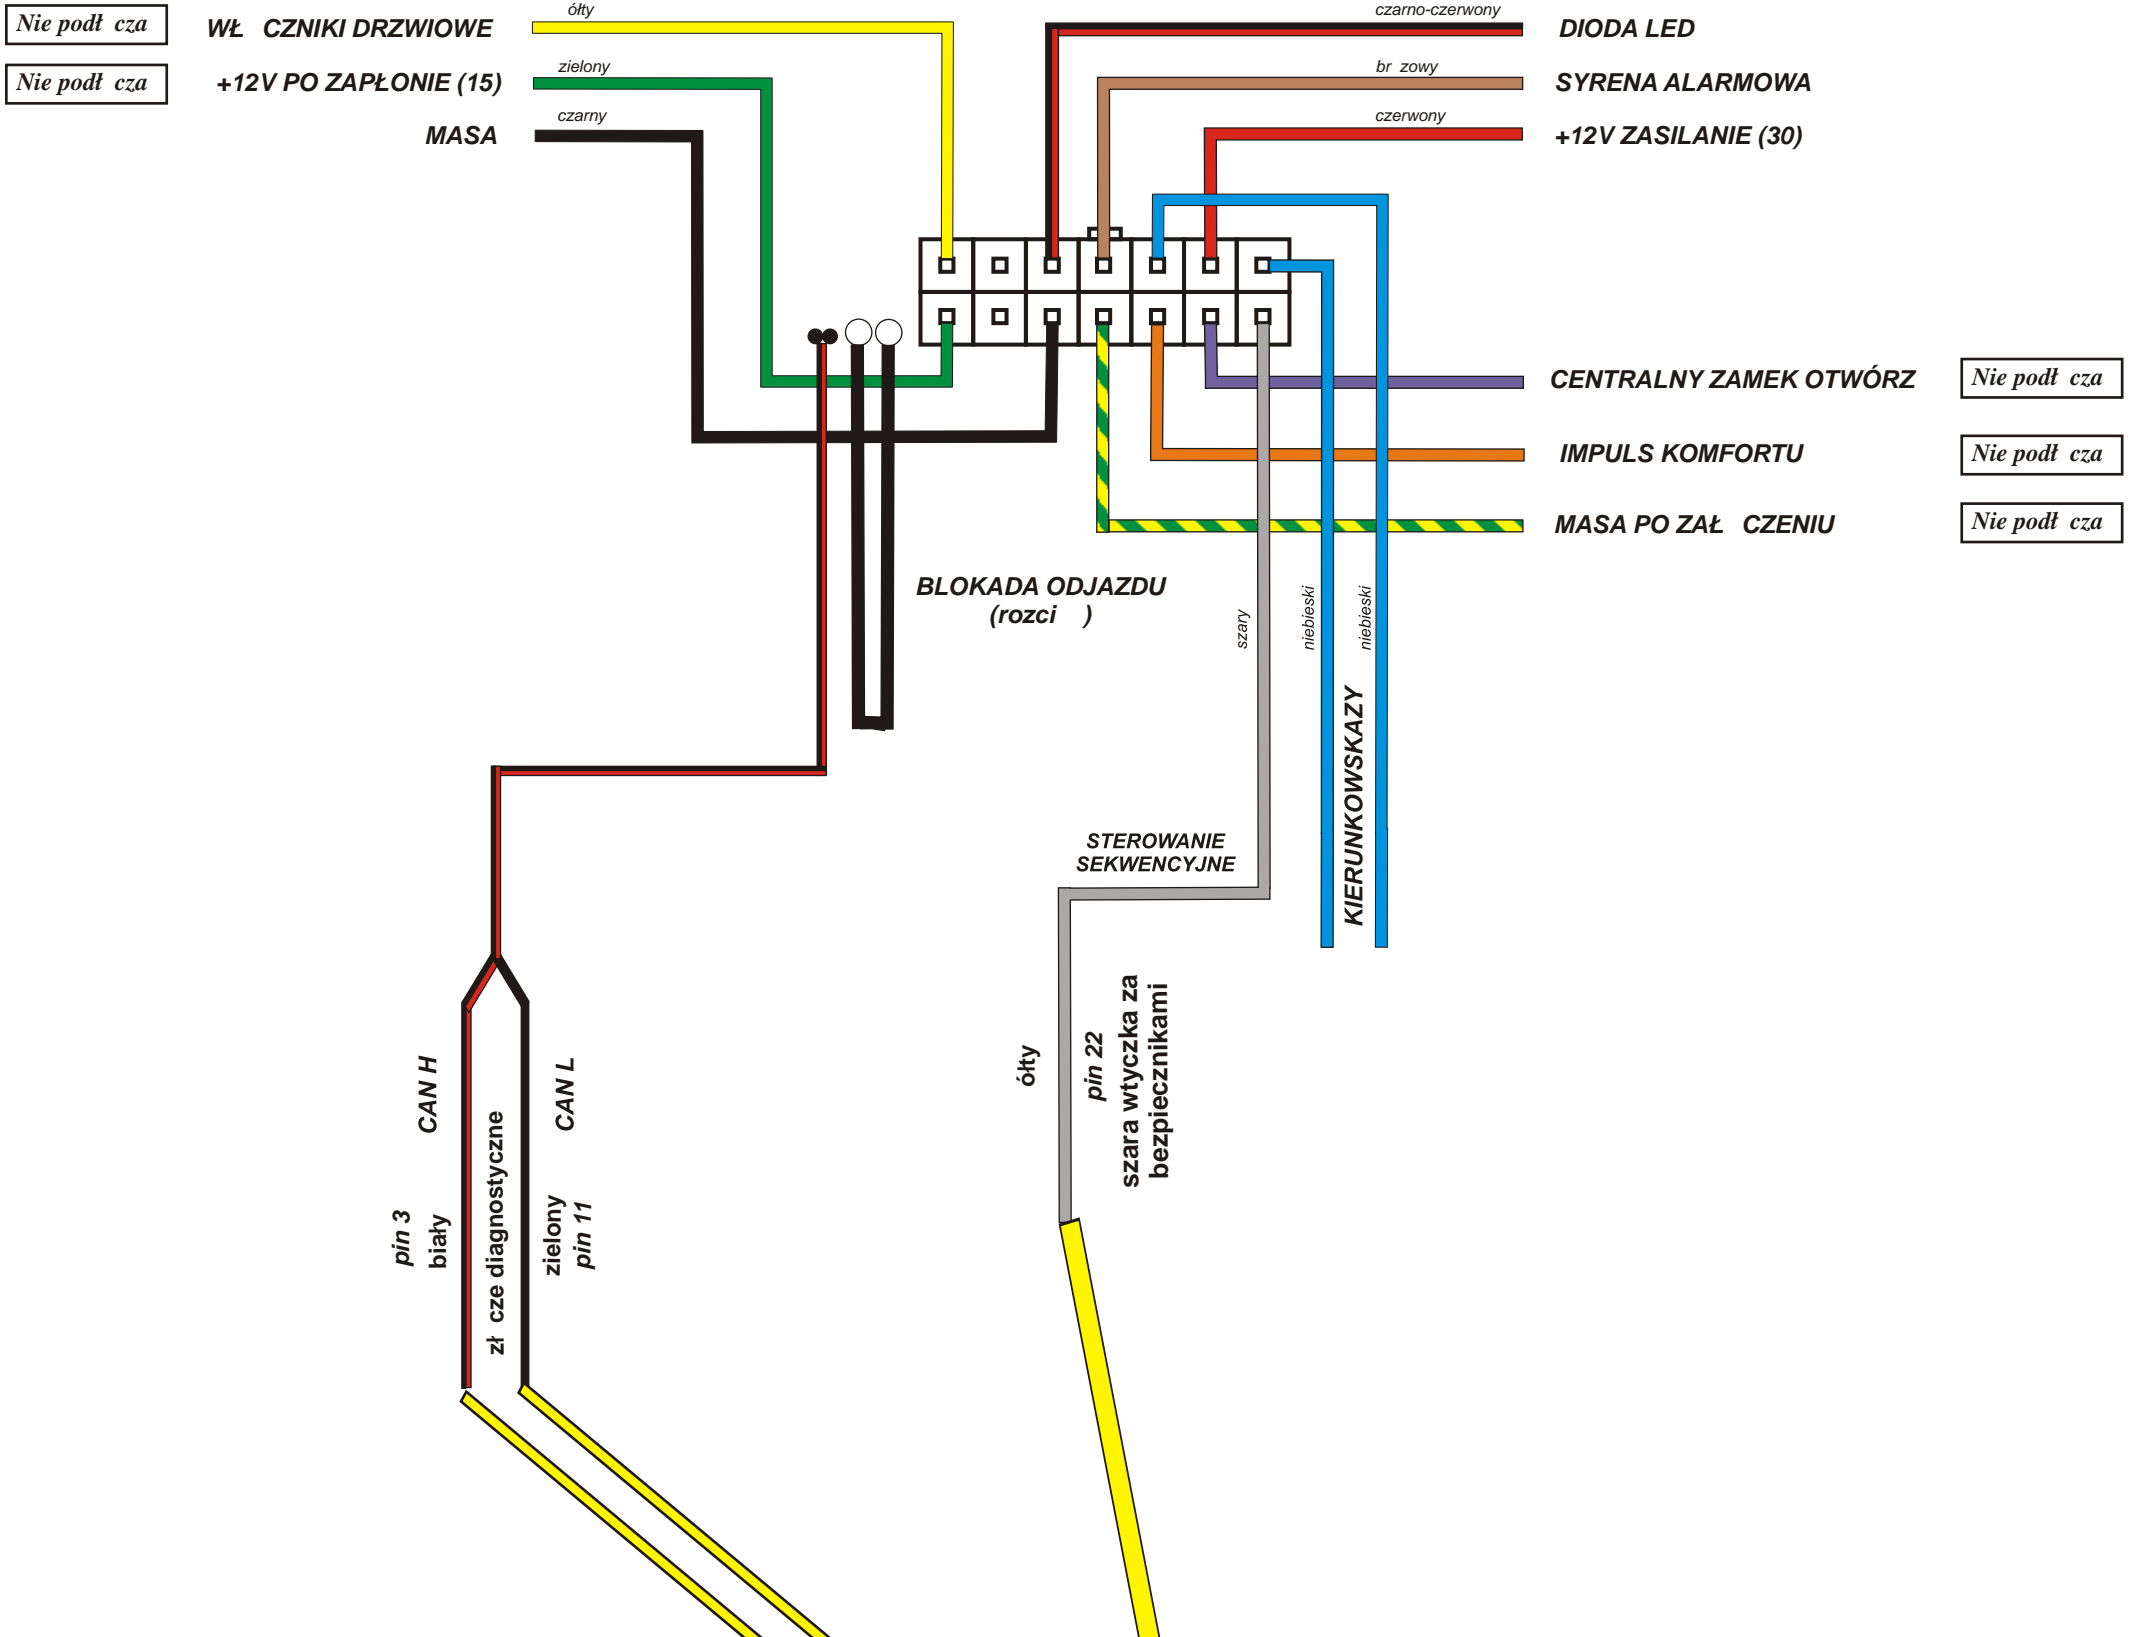 Nie podł cza
WŁ CZNIKI DRZWIOWE
ółty
czarno-czerwony
DIODA LED
Nie podł cza
+12V PO ZAPŁONIE (15)
zielony
br zowy
SYRENA ALARMOWA
MASA
czarny
czerwony
+12V ZASILANIE (30)
CENTRALNY ZAMEK OTWÓRZ
Nie podł cza
IMPULS KOMFORTU
Nie podł cza
MASA PO ZAŁ CZENIU
Nie podł cza
BLOKADA ODJAZDU
(rozci )
szary
niebieski
niebieski
KIERUNKOWSKAZY
STEROWANIE
SEKWENCYJNE
ółty
pin 22
szara wtyczka za
bezpiecznikami
CAN H
CAN L
pin 3
biały
zł cze diagnostyczne
zielony
pin 11